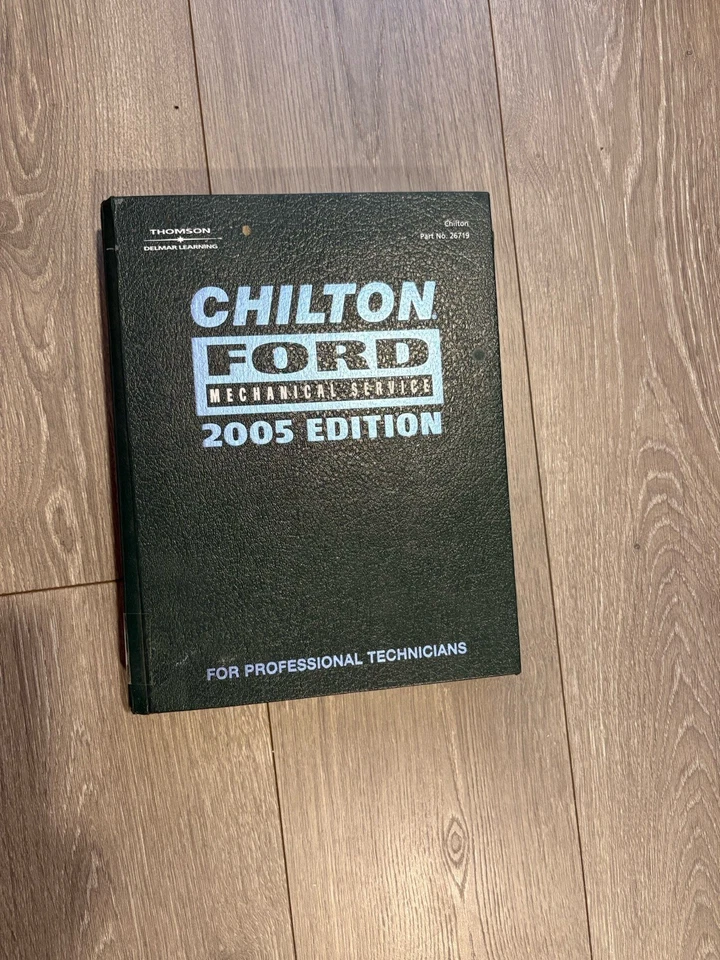 THOMSON
DELMAR LEARNING
Chilton
Part No. 26719
CHILTON
FORD
MECHANICAL SERVICE
2005 EDITION
FOR PROFESSIONAL TECHNICIANS